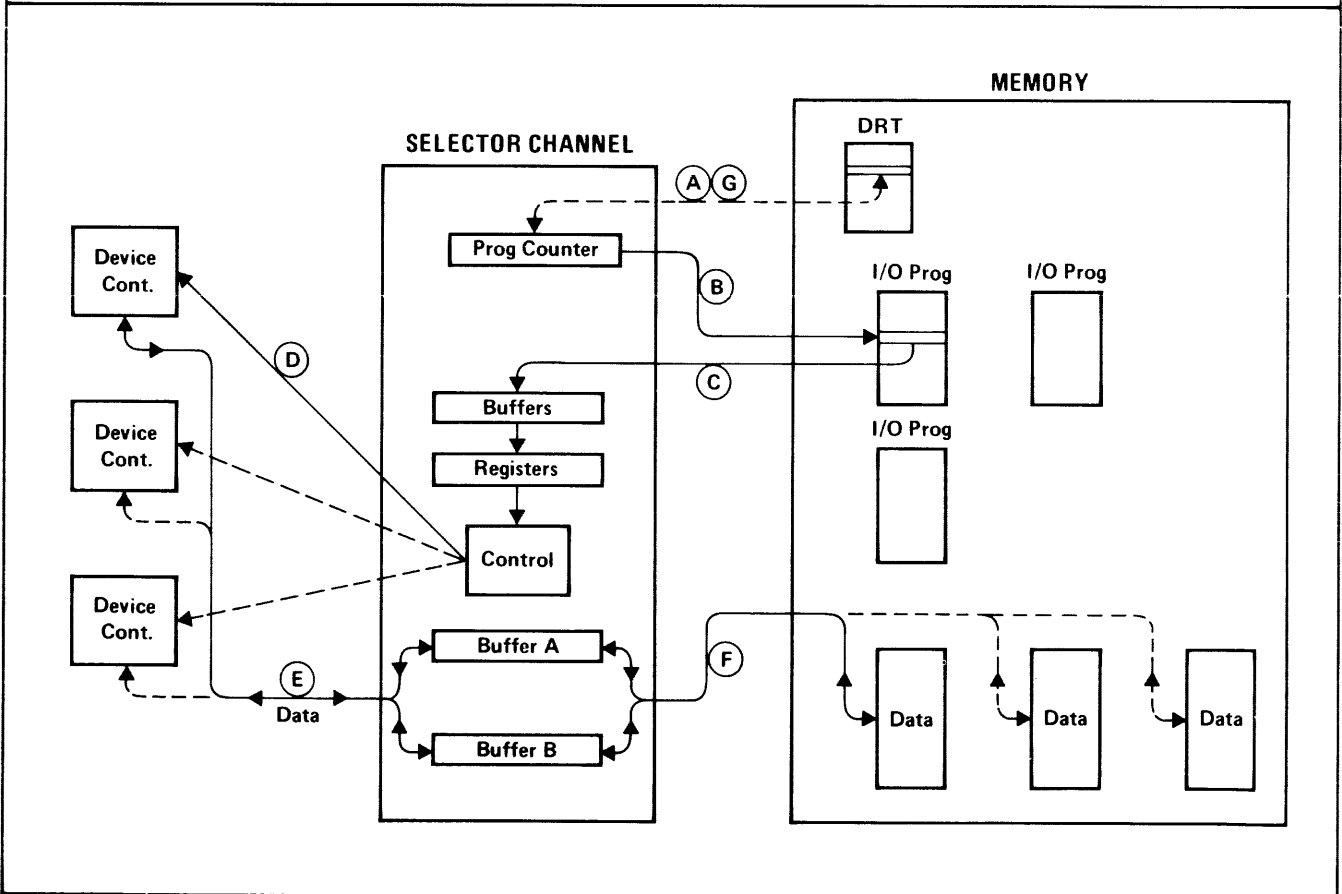 MEMORY
SELECTOR CHANNEL
DRT
A G
Prog Counter
Device
Cont.
I/O Prog
I/O Prog
B
D
C
Buffers
Device
Cont.
I/O Prog
Registers
Control
Device
Cont.
Buffer A
F
E
Data
Data
Data
Data
Buffer B